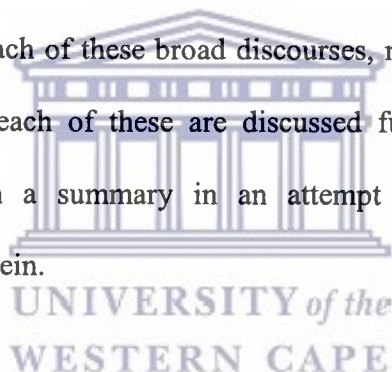 ach of these broad discourses,
each of these are discussed
a summary in an attempt
ein.
UNIVERSITY of the
WESTERN CAPE